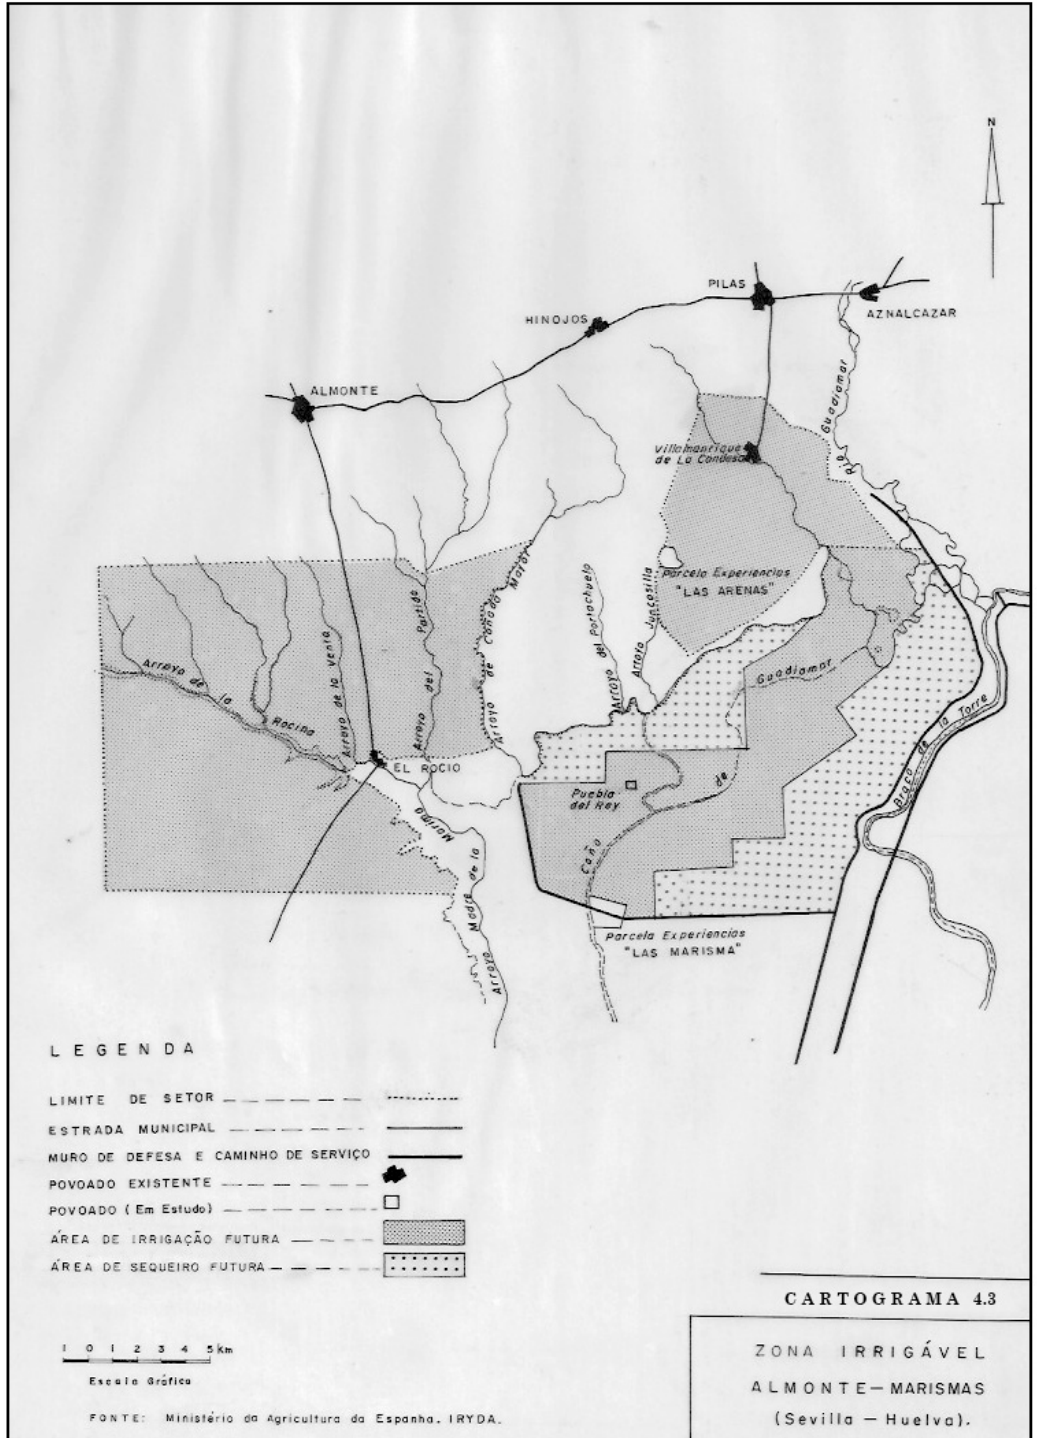 N
PILAS
HINOJOS
AZNALCAZAR
ALMONTE
Rio Guadiamar
Villamanrique
de La Condesa
Parcela Experiencias
"LAS ARENAS"
Arroyo de la Rocina
Arroyo de la Venta
Arroyo del Partido
Arroyo de Cañada Mayor
Arroyo del Portachuelo
Arroyo Juncosilla
Caño de Guadiamar
Braço de la Torre
EL ROCIO
Puebla
del Rey
Arroyo Madre de la Marisma
Parcela Experiencias
"LAS MARISMA"
LEGENDA
LIMITE DE SETOR
ESTRADA MUNICIPAL
MURO DE DEFESA E CAMINHO DE SERVIÇO
POVOADO EXISTENTE
POVOADO (Em Estudo)
ÁREA DE IRRIGAÇÃO FUTURA
ÁREA DE SEQUEIRO FUTURA
1 0 1 2 3 4 5 Km
Escala Gráfica
FONTE: Ministério da Agricultura da Espanha. IRYDA.
CARTOGRAMA 4.3
ZONA IRRIGÁVEL
ALMONTE—MARISMAS
(Sevilla — Huelva).